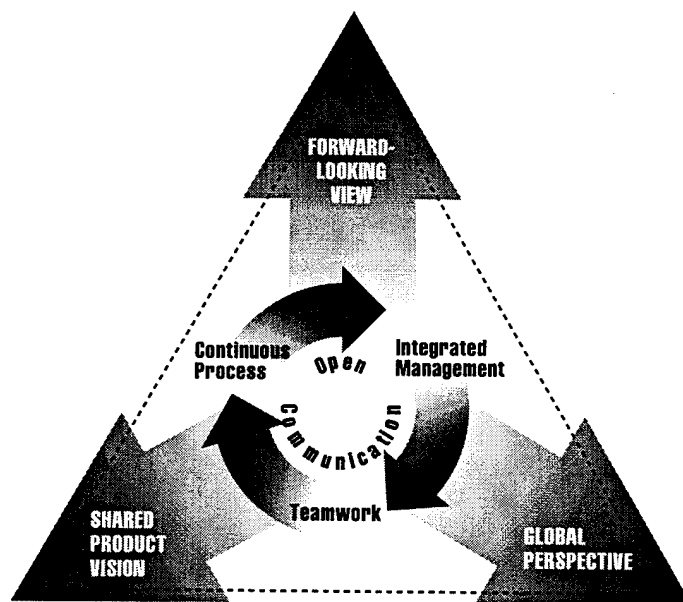 FORWARD-
LOOKING
VIEW
Continuous
Process
Open
Integrated
Management
Communication
Teamwork
SHARED
PRODUCT
VISION
GLOBAL
PERSPECTIVE